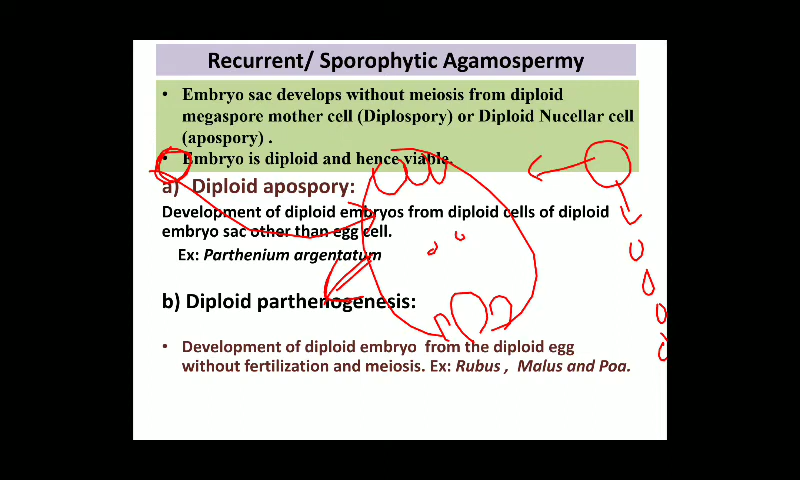 Recurrent/ Sporophytic Agamospermy
• Embryo sac develops without meiosis from diploid
megaspore mother cell (Diplospory) or Diploid Nucellar cell
(apospory) .
• Embryo is diploid and hence viable.
a) Diploid apospory:
Development of diploid embryos from diploid cells of diploid
embryo sac other than egg cell.
Ex: Parthenium argentatum
b) Diploid parthenogenesis:
• Development of diploid embryo from the diploid egg
without fertilization and meiosis. Ex: Rubus , Malus and Poa.